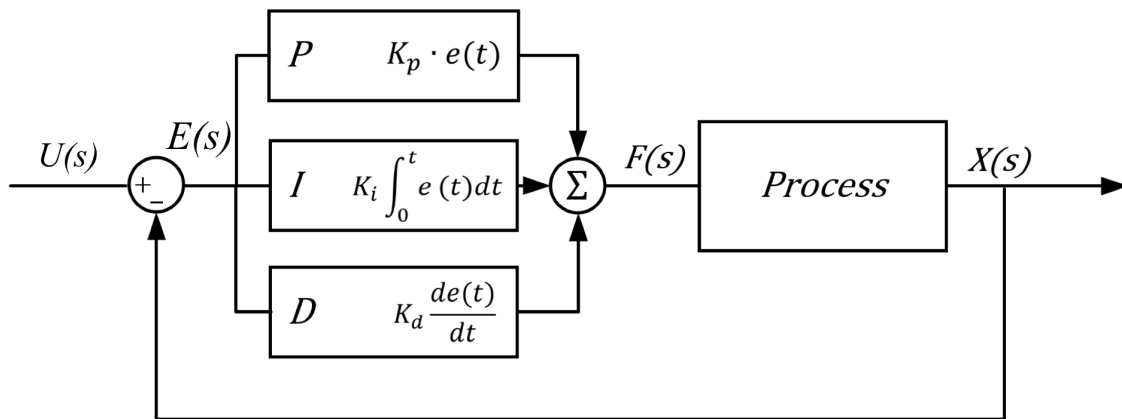 P K_p · e(t)
U(s)
+
−
E(s)
I K_i ∫_0^t e (t)dt
Σ
F(s)
Process
X(s)
D K_d de(t)/dt